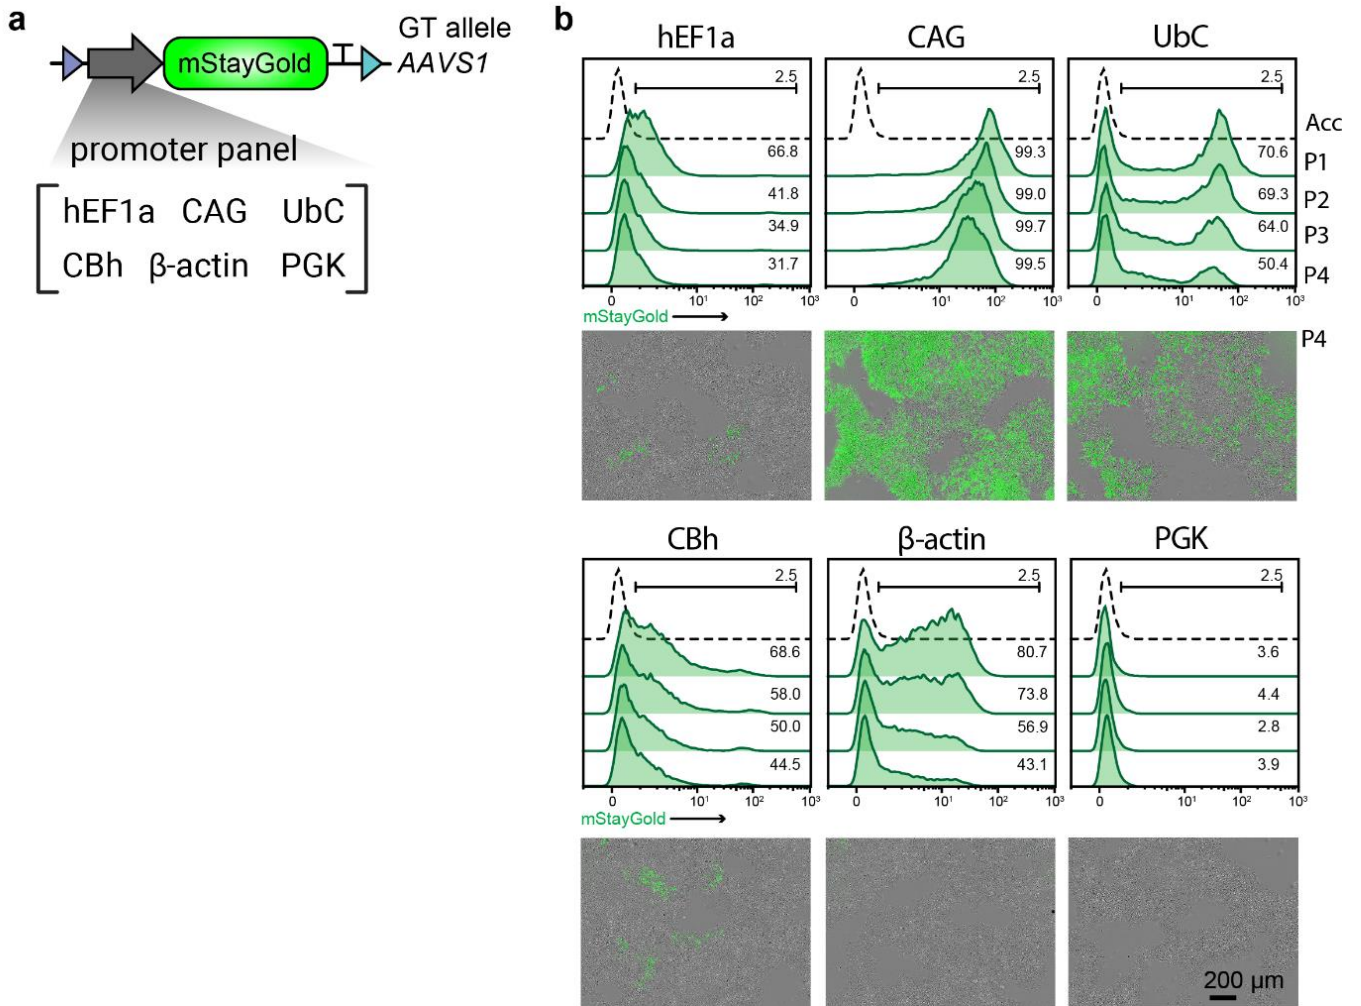 a
GT allele
mStayGold
AAVS1
promoter panel
hEF1a CAG UbC
CBh β-actin PGK
b
hEF1a CAG UbC
2.5 2.5 2.5
Acc
66.8 99.3 70.6 P1
41.8 99.0 69.3 P2
34.9 99.7 64.0 P3
31.7 99.5 50.4 P4
0 10¹ 10² 10³ 0 10¹ 10² 10³ 0 10¹ 10² 10³
mStayGold
P4
CBh β-actin PGK
2.5 2.5 2.5
68.6 80.7 3.6
58.0 73.8 4.4
50.0 56.9 2.8
44.5 43.1 3.9
0 10¹ 10² 10³ 0 10¹ 10² 10³ 0 10¹ 10² 10³
mStayGold
200 µm